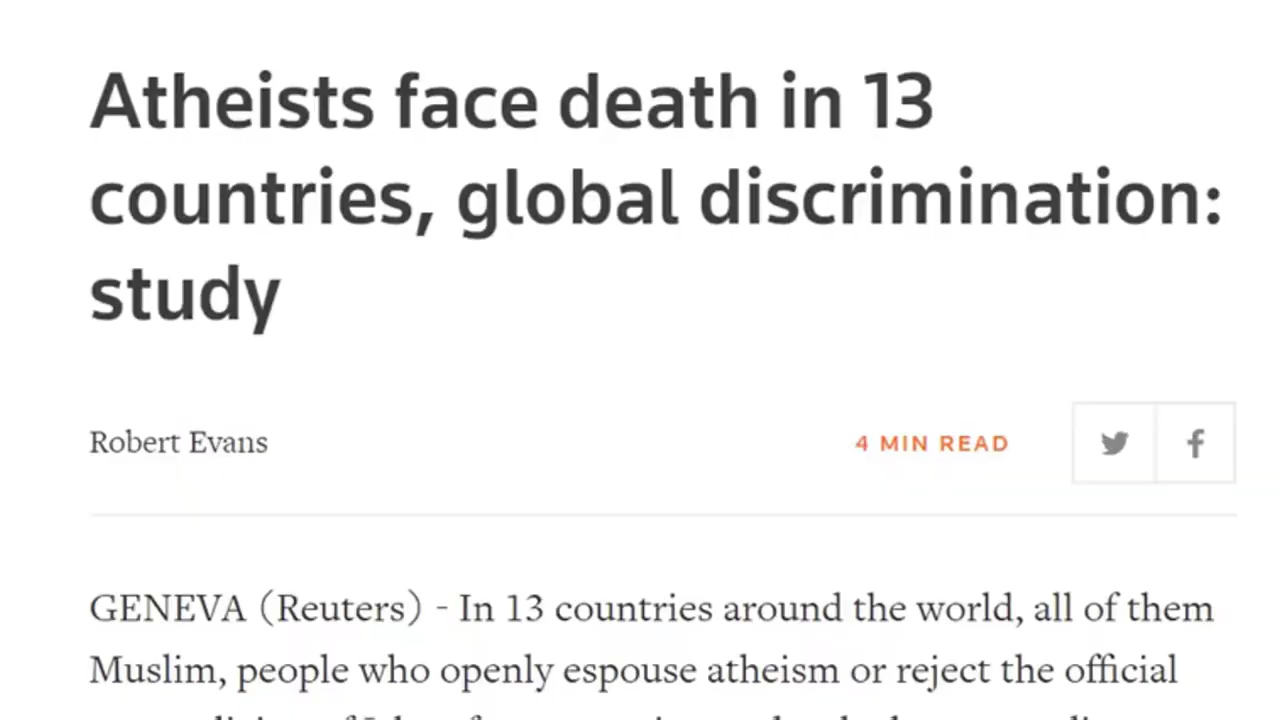 Atheists face death in 13
countries, global discrimination:
study
Robert Evans
4 MIN READ
GENEVA (Reuters) - In 13 countries around the world, all of them
Muslim, people who openly espouse atheism or reject the official